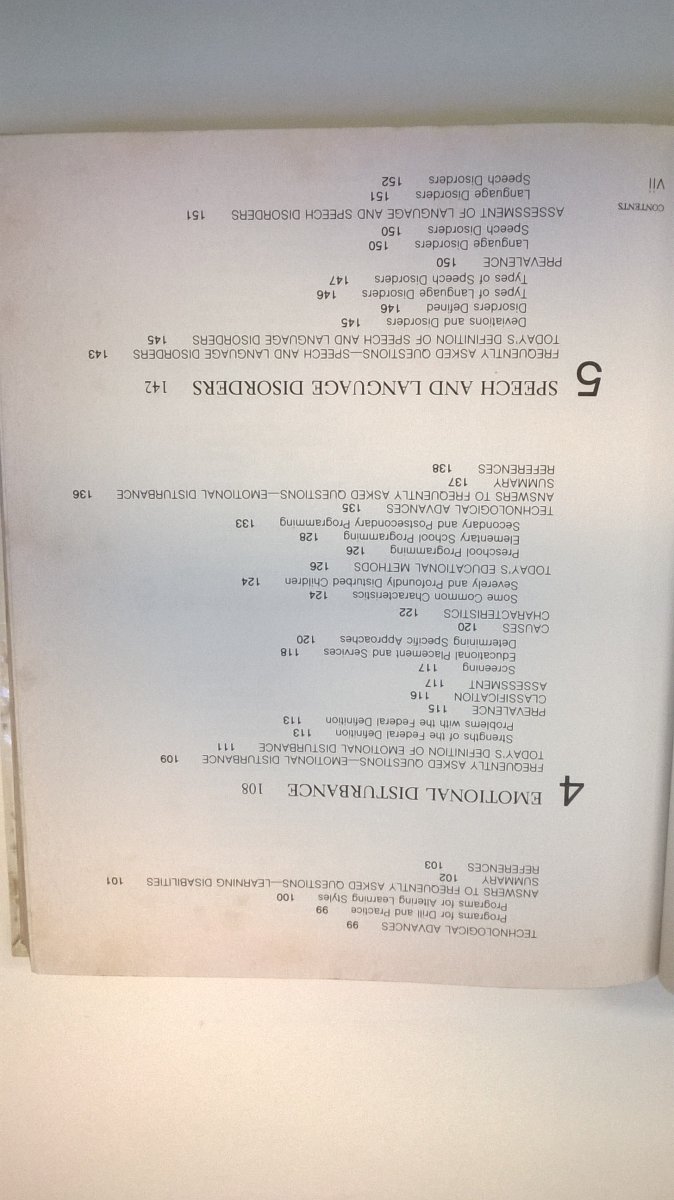 TECHNOLOGICAL ADVANCES 99
Programs for Drill and Practice 99
Programs for Altering Learning Styles 100
ANSWERS TO FREQUENTLY ASKED QUESTIONS—LEARNING DISABILITIES 101
SUMMARY 102
REFERENCES 103
4 EMOTIONAL DISTURBANCE 108
FREQUENTLY ASKED QUESTIONS—EMOTIONAL DISTURBANCE 109
TODAY'S DEFINITION OF EMOTIONAL DISTURBANCE 111
Strengths of the Federal Definition 113
Problems with the Federal Definition 113
PREVALENCE 115
CLASSIFICATION 116
ASSESSMENT 117
Screening 117
Educational Placement and Services 118
Determining Specific Approaches 120
CAUSES 120
CHARACTERISTICS 122
Some Common Characteristics 124
Severely and Profoundly Disturbed Children 124
TODAY'S EDUCATIONAL METHODS 126
Preschool Programming 126
Elementary School Programming 128
Secondary and Postsecondary Programming 133
TECHNOLOGICAL ADVANCES 135
ANSWERS TO FREQUENTLY ASKED QUESTIONS—EMOTIONAL DISTURBANCE 136
SUMMARY 137
REFERENCES 138
5 SPEECH AND LANGUAGE DISORDERS 142
FREQUENTLY ASKED QUESTIONS—SPEECH AND LANGUAGE DISORDERS 143
TODAY'S DEFINITION OF SPEECH AND LANGUAGE DISORDERS 145
Deviations and Disorders 145
Disorders Defined 146
Types of Language Disorders 146
Types of Speech Disorders 147
PREVALENCE 150
Language Disorders 150
Speech Disorders 150
ASSESSMENT OF LANGUAGE AND SPEECH DISORDERS 151
Language Disorders 151
Speech Disorders 152
CONTENTS
vii